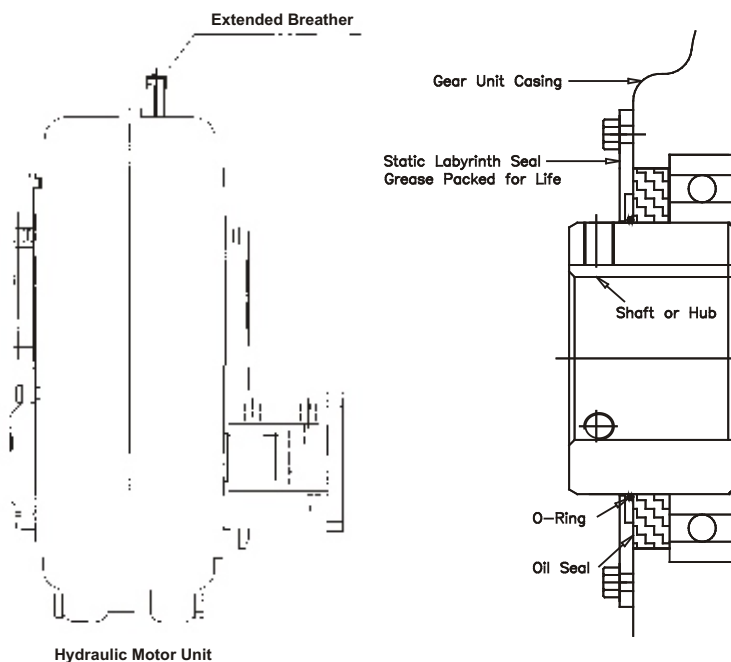 Extended Breather
Gear Unit Casing
Static Labyrinth Seal
Grease Packed for Life
Shaft or Hub
O-Ring
Oil Seal
Hydraulic Motor Unit